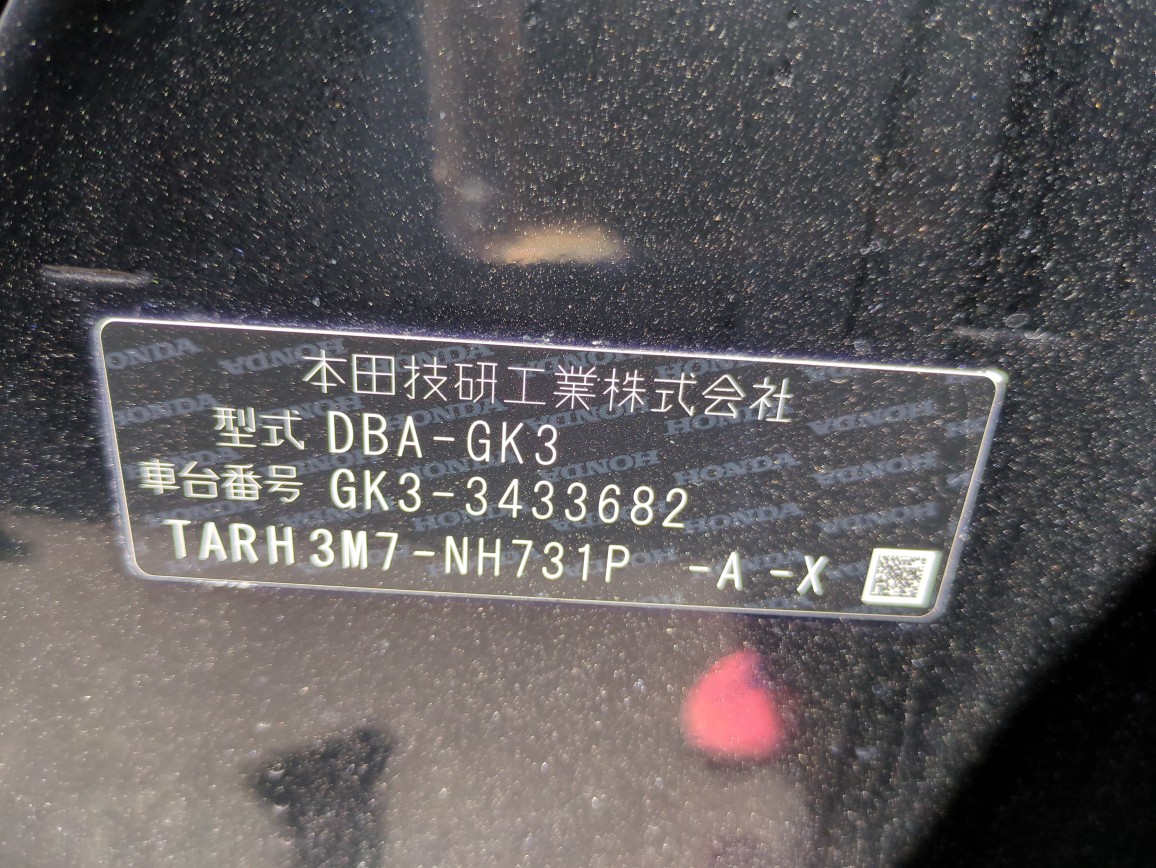 本田技研工業株式会社
型式 DBA-GK3
車台番号 GK3-3433682
TARH3M7-NH731P -A -X